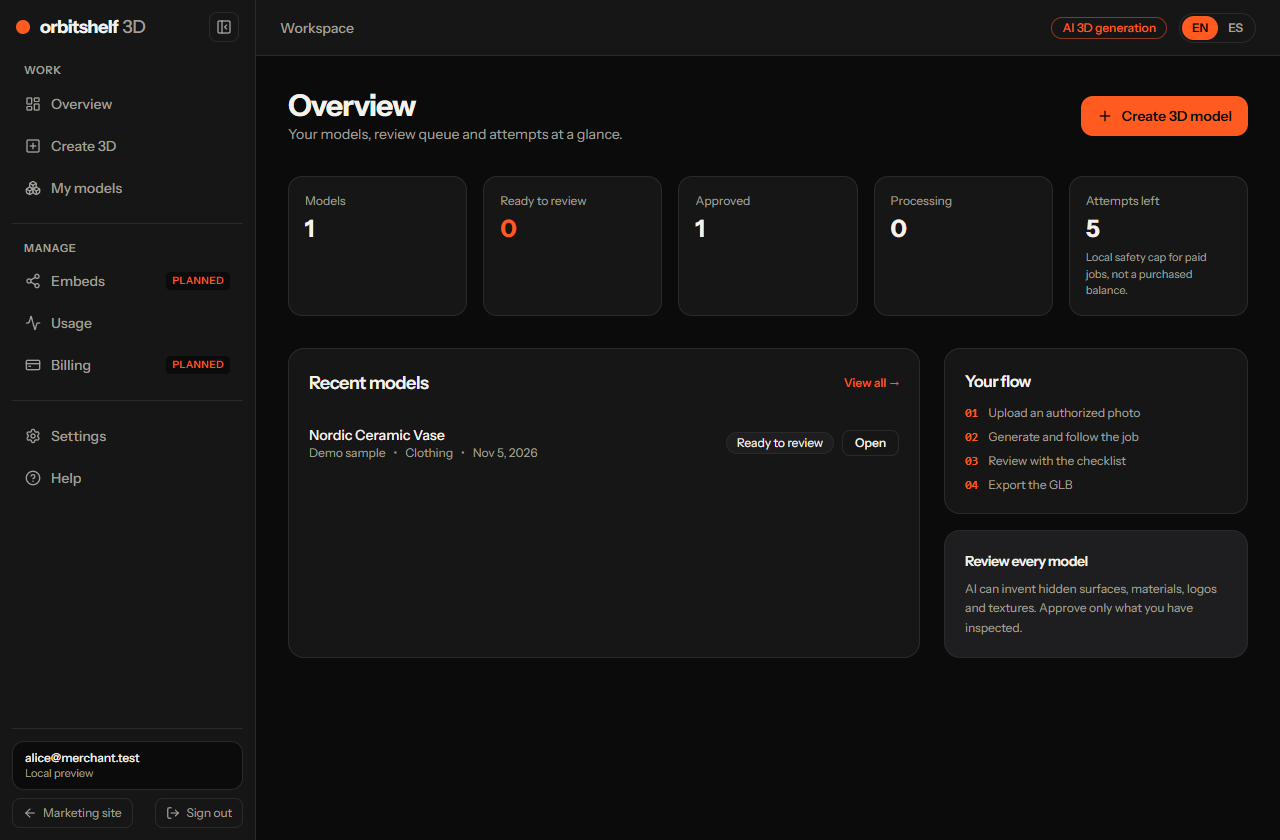 orbitshelf 3D
WORK
Overview
Create 3D
My models
MANAGE
Embeds PLANNED
Usage
Billing PLANNED
Settings
Help
alice@merchant.test
Local preview
Marketing site
Sign out
Workspace
AI 3D generation
EN ES
Overview
Your models, review queue and attempts at a glance.
Create 3D model
Models
1
Ready to review
0
Approved
1
Processing
0
Attempts left
5
Local safety cap for paid
jobs, not a purchased
balance.
Recent models
View all →
Nordic Ceramic Vase
Demo sample • Clothing • Nov 5, 2026
Ready to review
Open
Your flow
01 Upload an authorized photo
02 Generate and follow the job
03 Review with the checklist
04 Export the GLB
Review every model
AI can invent hidden surfaces, materials, logos
and textures. Approve only what you have
inspected.